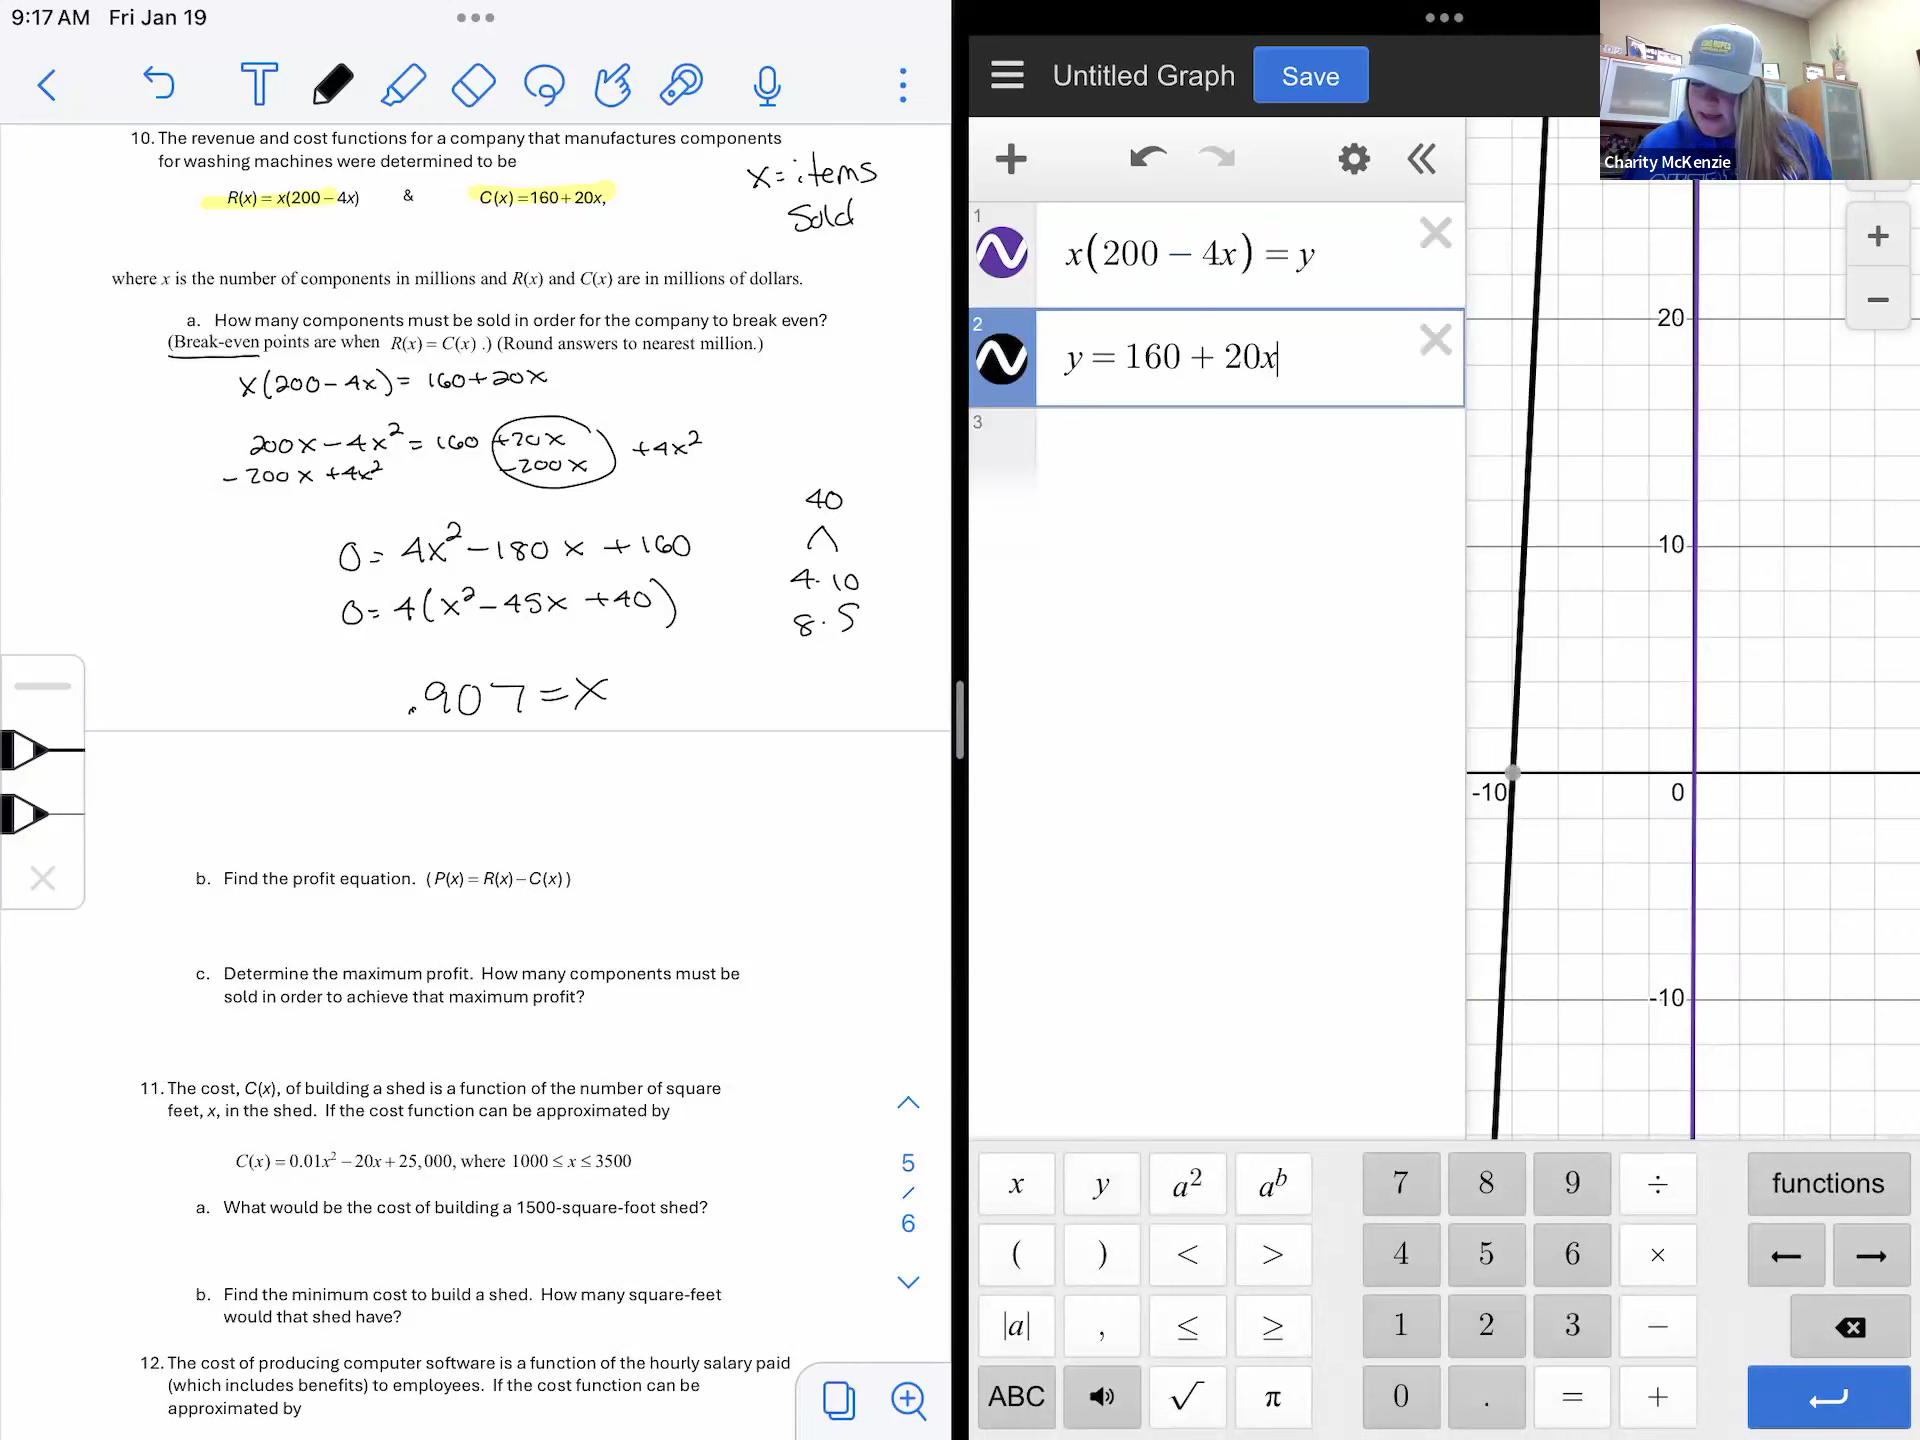 9:17 AM Fri Jan 19
10. The revenue and cost functions for a company that manufactures components
for washing machines were determined to be
R(x) = x(200 − 4x) & C(x) = 160 + 20x,
x = items
Sold
where x is the number of components in millions and R(x) and C(x) are in millions of dollars.
a. How many components must be sold in order for the company to break even?
(Break-even points are when R(x) = C(x) .) (Round answers to nearest million.)
x(200 − 4x) = 160 + 20x
200x − 4x² = 160 + 20x + 4x²
− 200x + 4x² − 200x
0 = 4x² − 180x + 160
0 = 4(x² − 45x + 40)
40
4 · 10
8 · 5
.907 = x
b. Find the profit equation. ( P(x) = R(x) − C(x) )
c. Determine the maximum profit. How many components must be
sold in order to achieve that maximum profit?
11. The cost, C(x), of building a shed is a function of the number of square
feet, x, in the shed. If the cost function can be approximated by
C(x) = 0.01x² − 20x + 25,000, where 1000 ≤ x ≤ 3500
a. What would be the cost of building a 1500-square-foot shed?
b. Find the minimum cost to build a shed. How many square-feet
would that shed have?
12. The cost of producing computer software is a function of the hourly salary paid
(which includes benefits) to employees. If the cost function can be
approximated by
5
/
6
Untitled Graph Save
Charity McKenzie
1
x(200 − 4x) = y
2
y = 160 + 20x
3
20
10
-10 0
-10
x y a² aᵇ 7 8 9 ÷ functions
( ) < > 4 5 6 × ← →
|a| , ≤ ≥ 1 2 3 −
ABC √ π 0 . = +